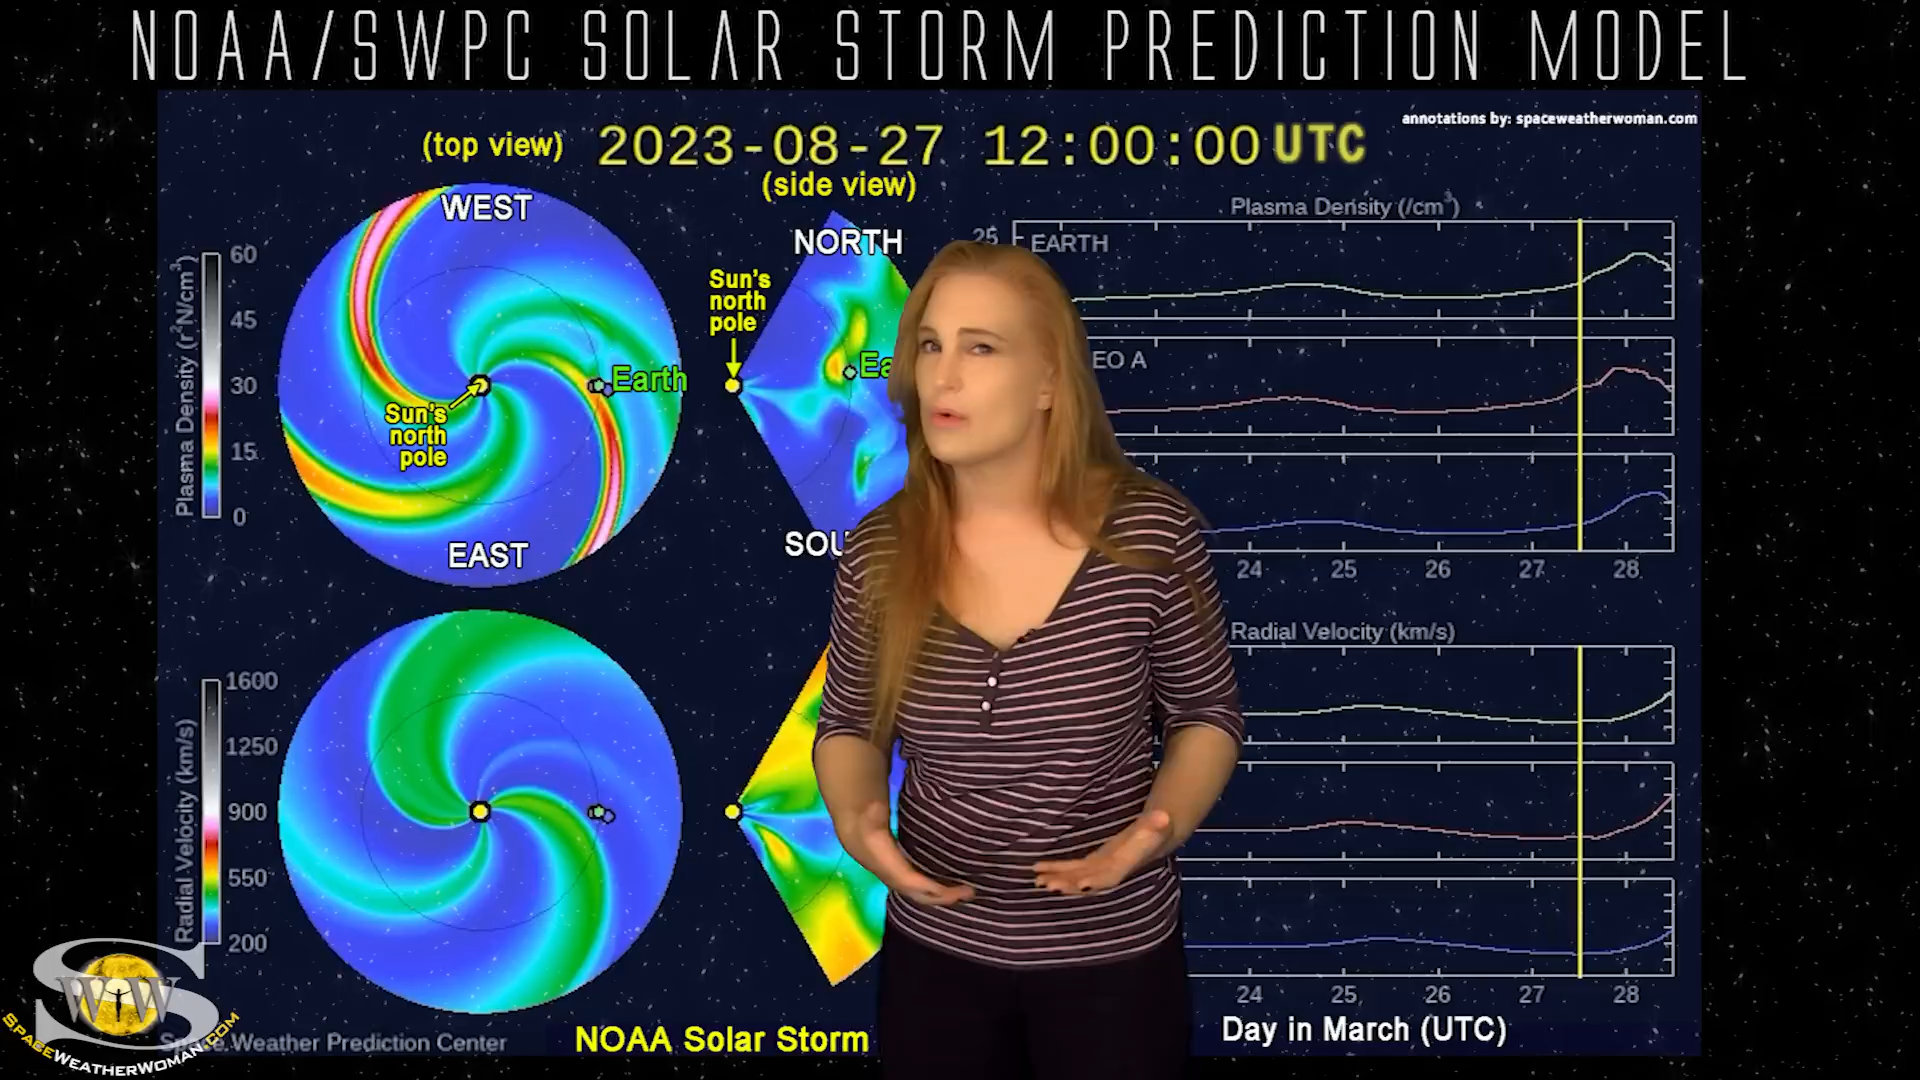 NOAA/SWPC SOLAR STORM PREDICTION MODEL
annotations by: spaceweatherwoman.com
(top view) 2023-08-27 12:00:00 UTC
(side view)
WEST
NORTH
Plasma Density (/cm³)
25
EARTH
Plasma Density (r²N/cm³)
60
45
30
15
0
Sun's
north
pole
Earth
Sun's
north
pole
Ea
EO A
EAST
SOU
24 25 26 27 28
Radial Velocity (km/s)
Radial Velocity (km/s)
1600
1250
900
550
200
24 25 26 27 28
Day in March (UTC)
NOAA Solar Storm
Space Weather Prediction Center
SWW
SPACEWEATHERWOMAN.COM